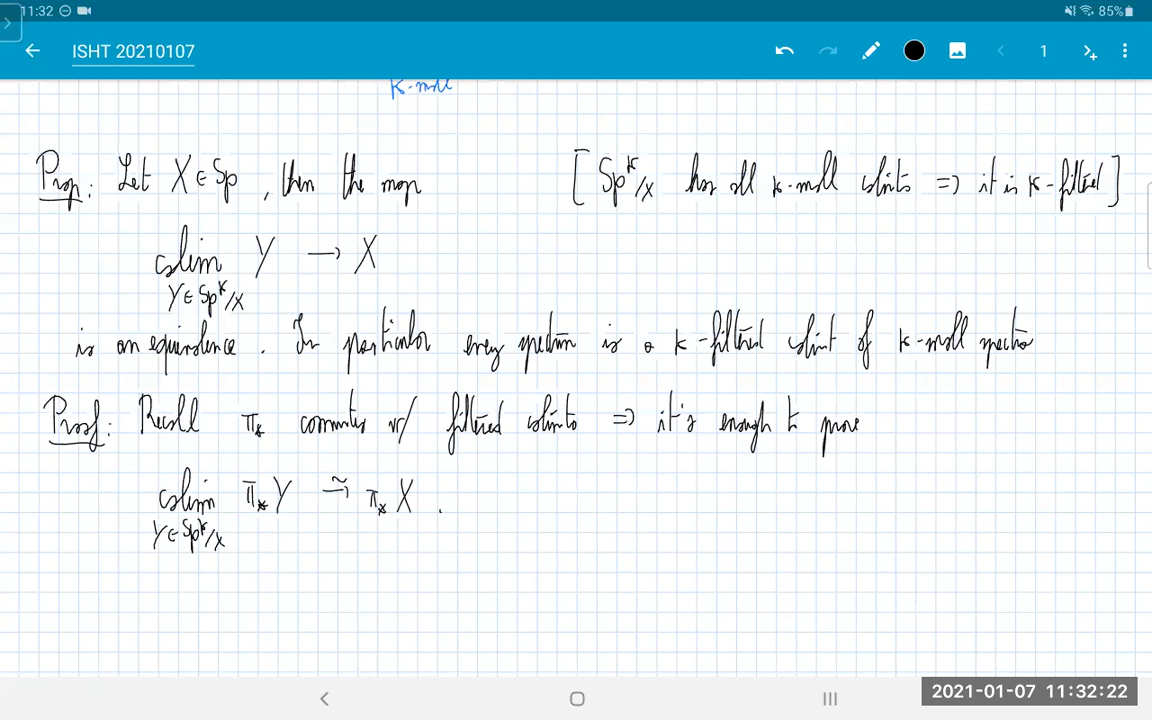 11:32
85%
ISHT 20210107
1
κ-small
Prop: Let X ∈ Sp, then the map [Sp^κ/X has all κ-small colimits => it is κ-filtered]
colim Y → X
Y ∈ Sp^κ/X
is an equivalence. In particular every spectrum is a κ-filtered colimit of κ-small spectra
Proof: Recall π_* commutes w/ filtered colimits => it's enough to prove
colim π_* Y ⥲ π_* X.
Y ∈ Sp^κ/X
2021-01-07 11:32:22